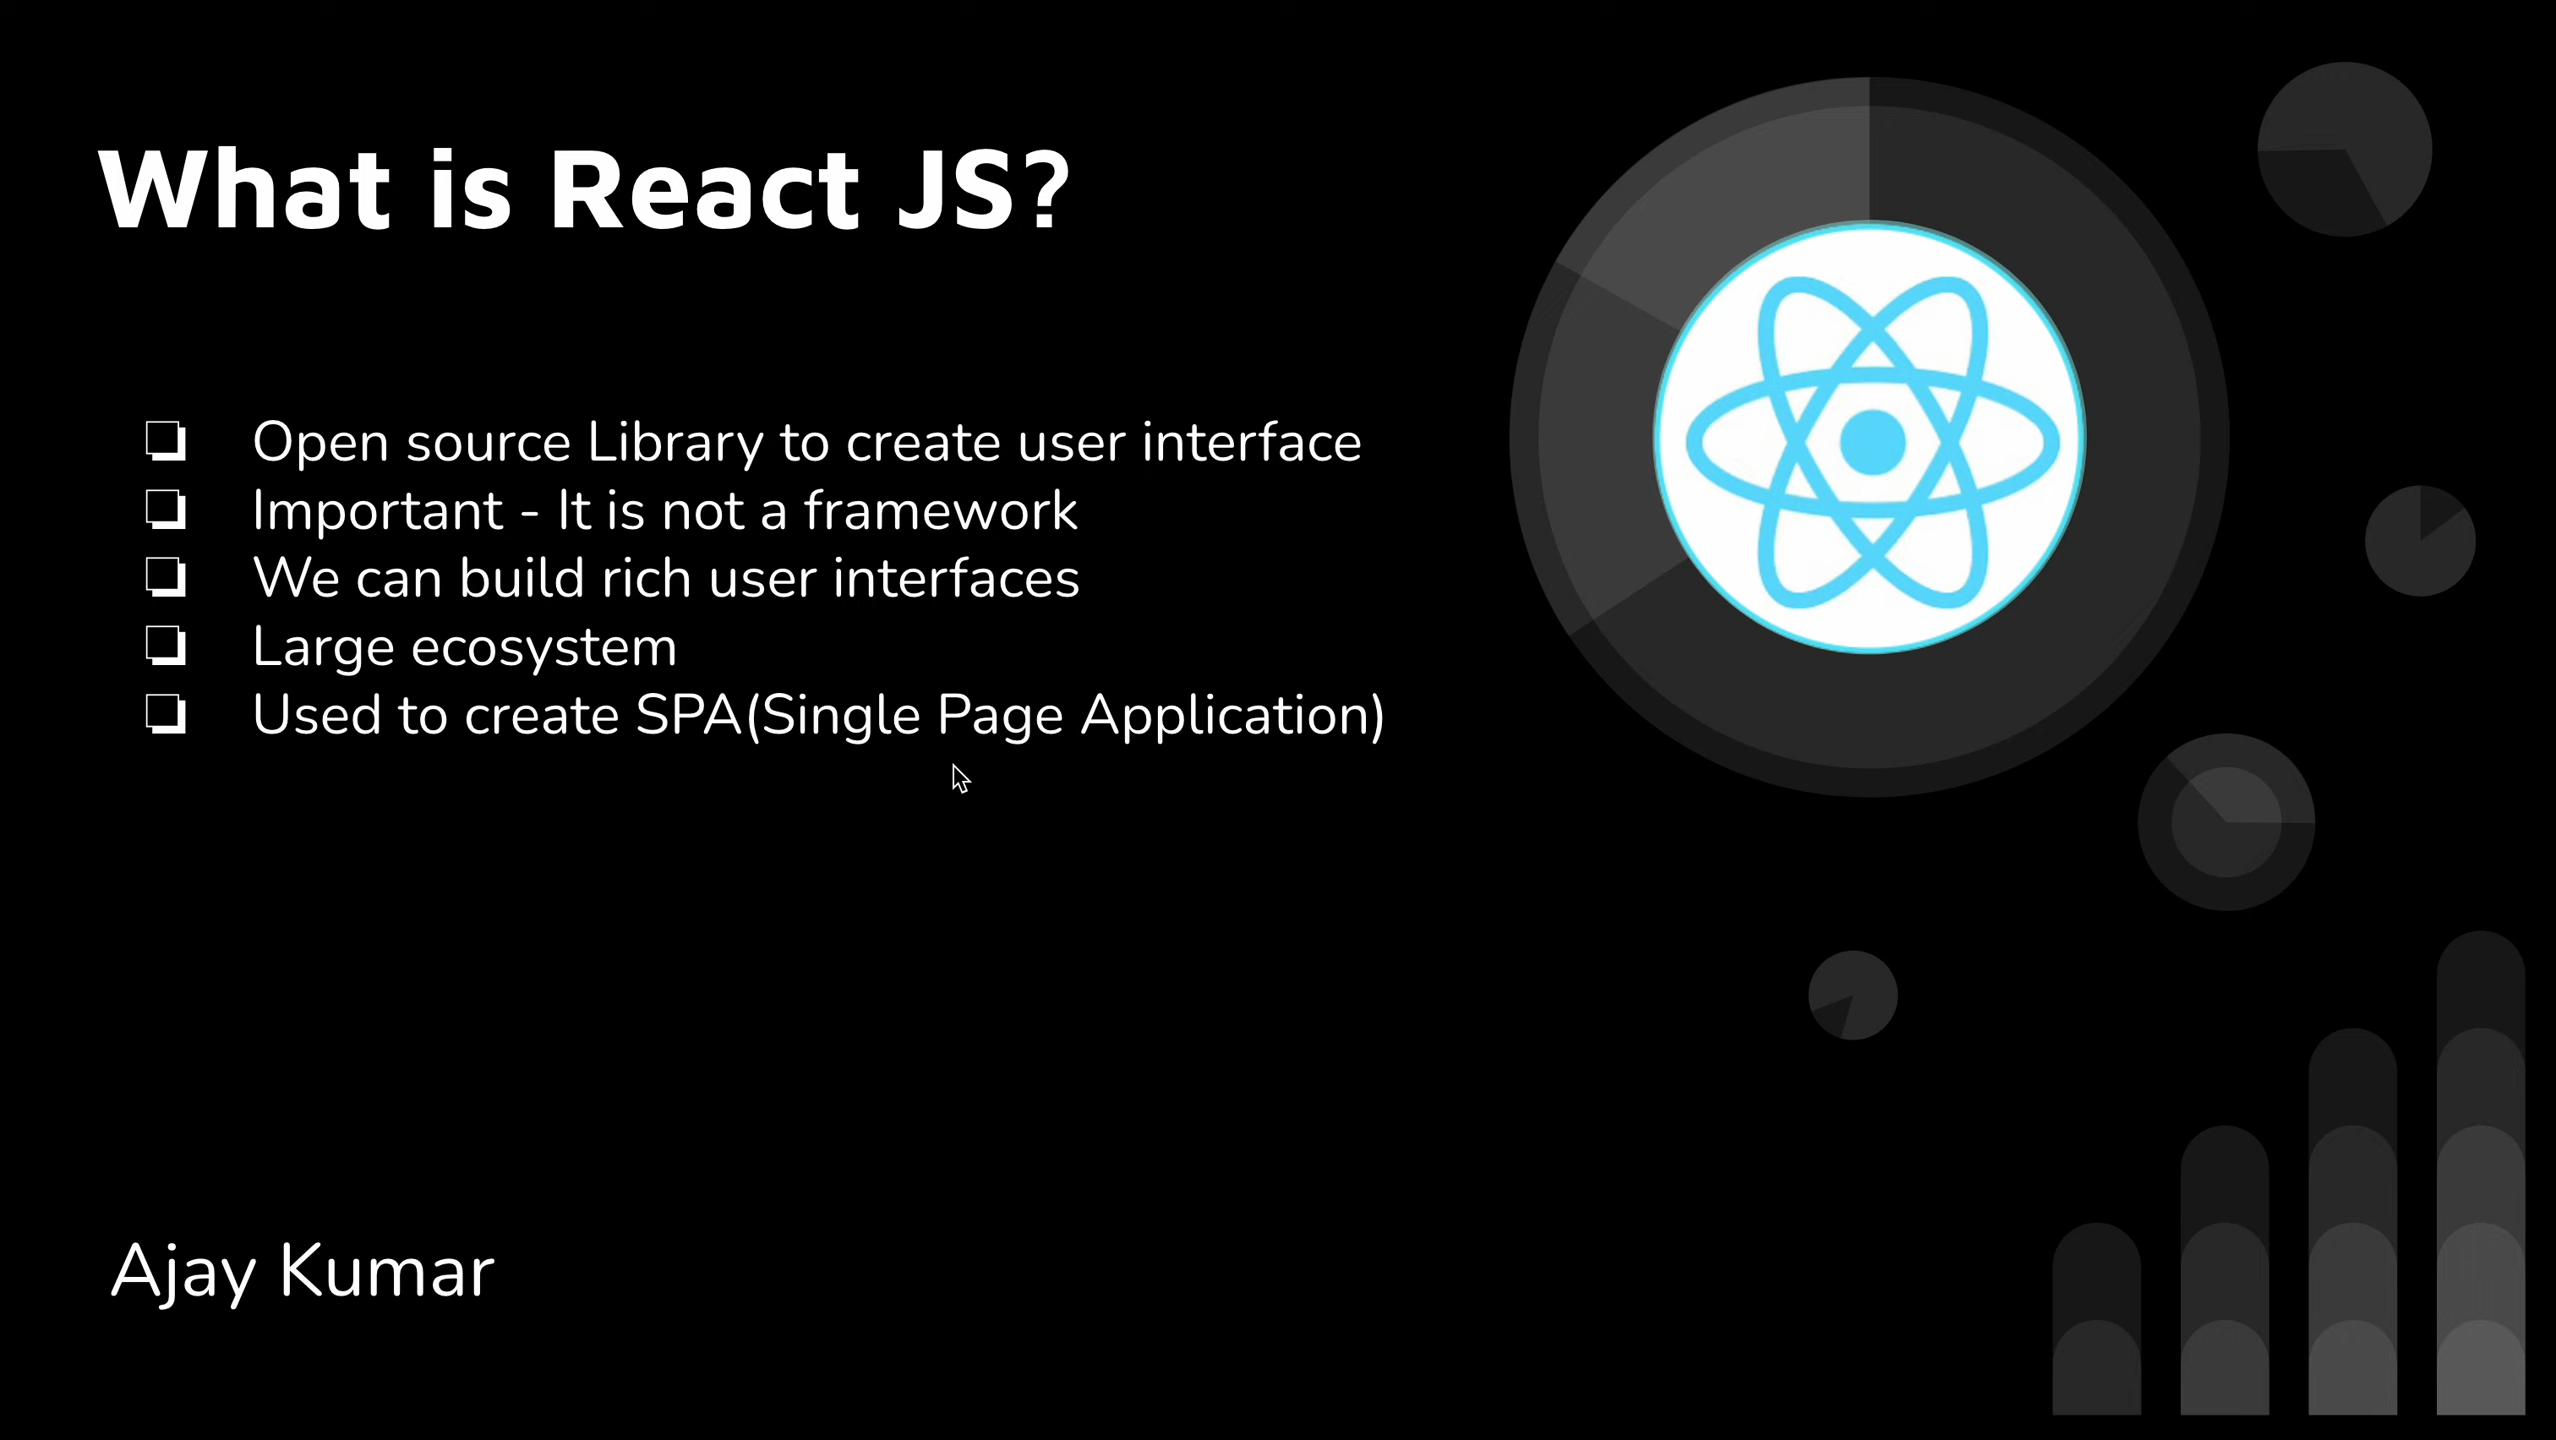 What is React JS?
Open source Library to create user interface
Important - It is not a framework
We can build rich user interfaces
Large ecosystem
Used to create SPA(Single Page Application)
Ajay Kumar